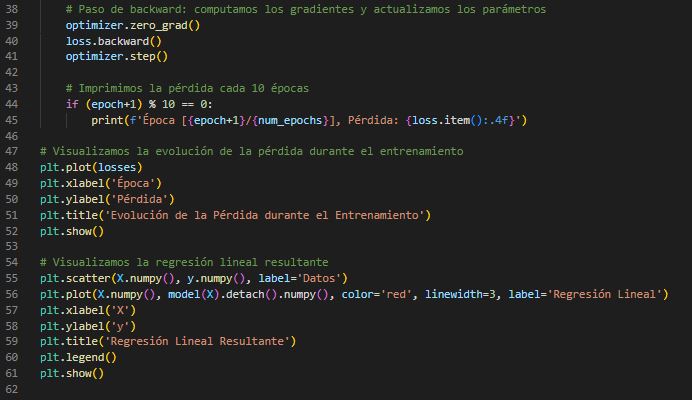 38 # Paso de backward: computamos los gradientes y actualizamos los parámetros
39 optimizer.zero_grad()
40 loss.backward()
41 optimizer.step()
42
43 # Imprimimos la pérdida cada 10 épocas
44 if (epoch+1) % 10 == 0:
45 print(f'Época [{epoch+1}/{num_epochs}], Pérdida: {loss.item():.4f}')
46
47 # Visualizamos la evolución de la pérdida durante el entrenamiento
48 plt.plot(losses)
49 plt.xlabel('Época')
50 plt.ylabel('Pérdida')
51 plt.title('Evolución de la Pérdida durante el Entrenamiento')
52 plt.show()
53
54 # Visualizamos la regresión lineal resultante
55 plt.scatter(X.numpy(), y.numpy(), label='Datos')
56 plt.plot(X.numpy(), model(X).detach().numpy(), color='red', linewidth=3, label='Regresión Lineal')
57 plt.xlabel('X')
58 plt.ylabel('y')
59 plt.title('Regresión Lineal Resultante')
60 plt.legend()
61 plt.show()
62